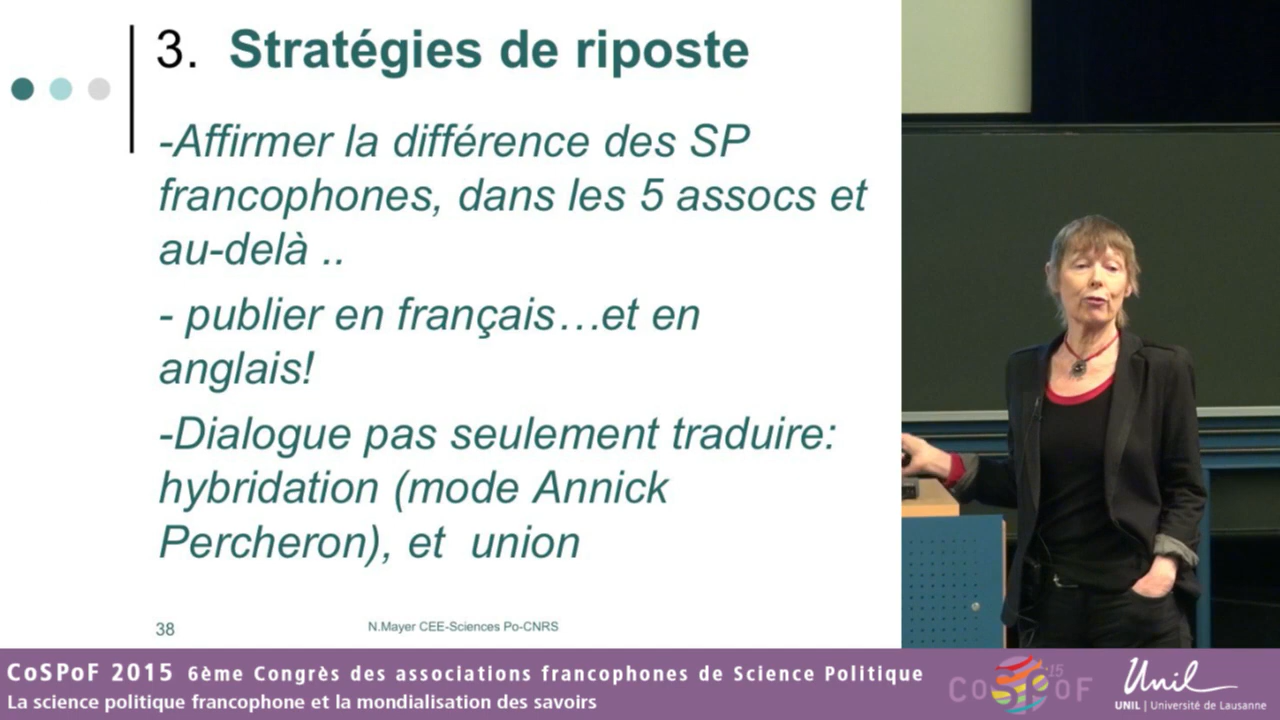 3. Stratégies de riposte
-Affirmer la différence des SP
francophones, dans les 5 assocs et
au-delà ..
- publier en français…et en
anglais!
-Dialogue pas seulement traduire:
hybridation (mode Annick
Percheron), et union
38
N.Mayer CEE-Sciences Po-CNRS
CoSPoF 2015 6ème Congrès des associations francophones de Science Politique
La science politique francophone et la mondialisation des savoirs
CoSPoF '15
Unil
UNIL | Université de Lausanne